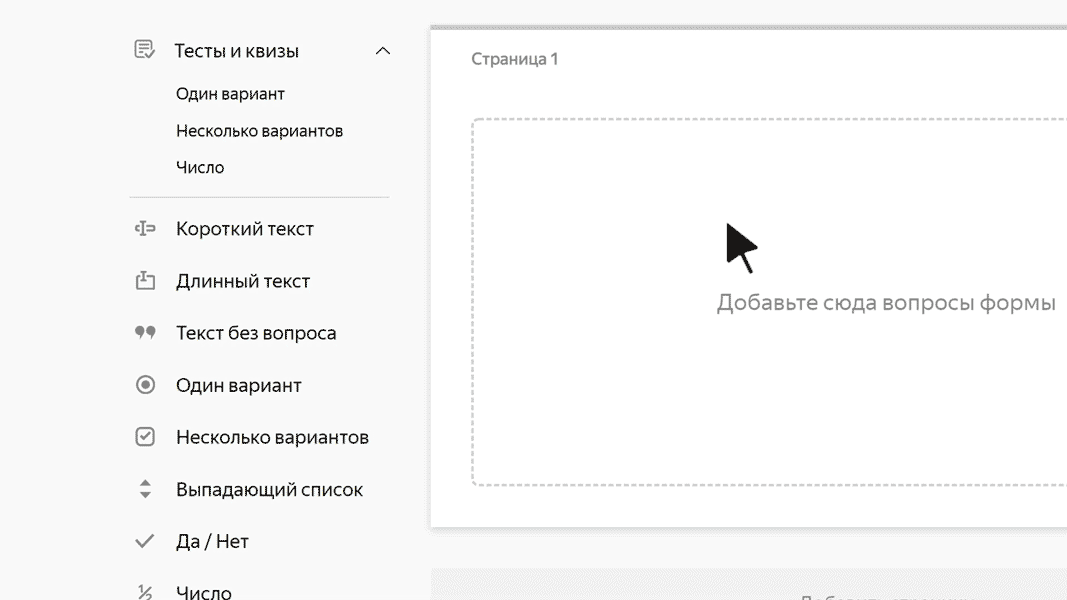 Тесты и квизы
Один вариант
Несколько вариантов
Число
Короткий текст
Длинный текст
Текст без вопроса
Один вариант
Несколько вариантов
Выпадающий список
Да / Нет
Число
Страница 1
Добавьте сюда вопросы формы